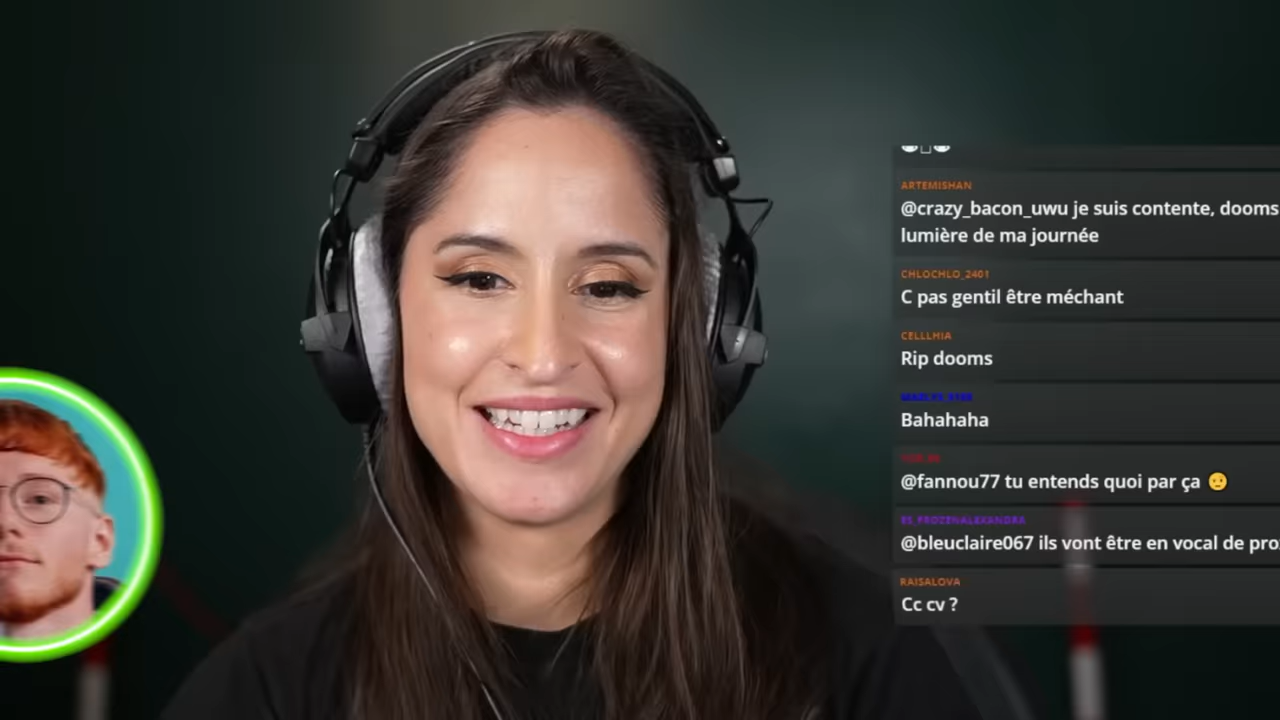 ARTEMISHAN
@crazy_bacon_uwu je suis contente, dooms
lumière de ma journée
CHLOCHLO_2401
C pas gentil être méchant
CELLLHIA
Rip dooms
Bahahaha
@fannou77 tu entends quoi par ça 🫤
ES_FROZENALEXANDRA
@bleuclaire067 ils vont être en vocal de pro
RAISALOVA
Cc cv ?